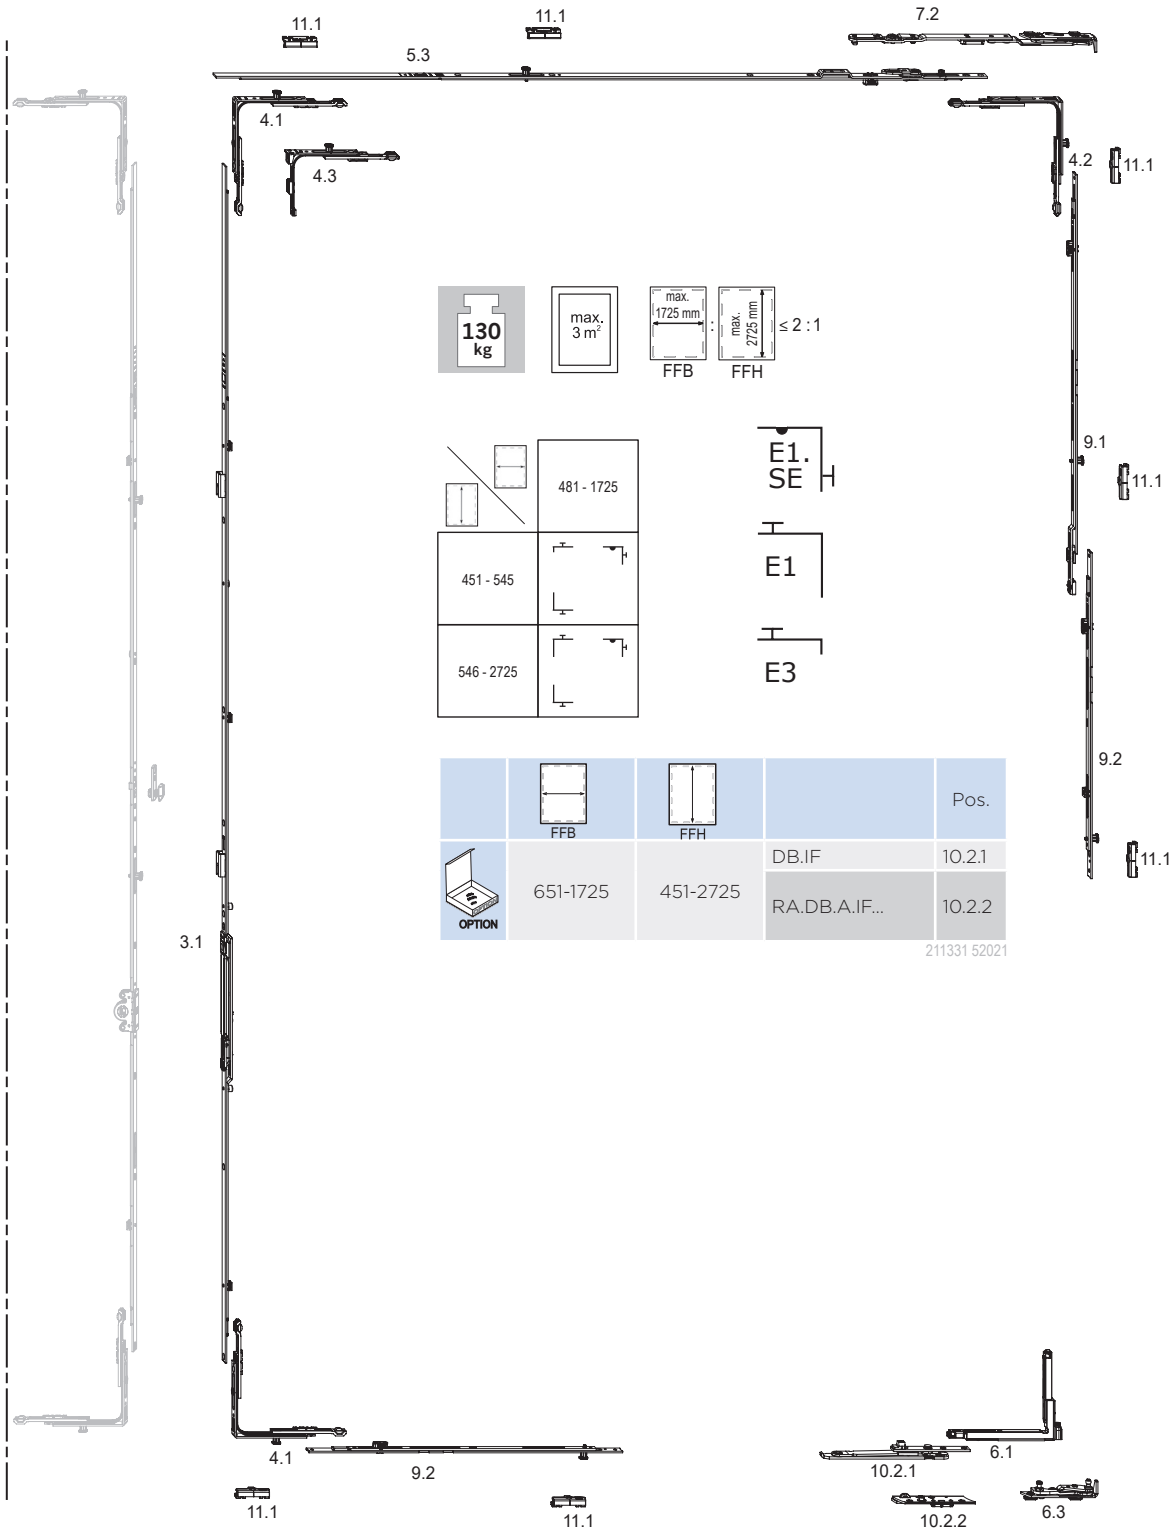 11.1
11.1
7.2
5.3
4.1
4.3
4.2
11.1
130
kg
max.
3 m²
max.
1725 mm
FFB
:
max.
2725 mm
FFH
≤ 2 : 1
481 - 1725
451 - 545
546 - 2725
E1.
SE
E1
E3
9.1
11.1
9.2
11.1
FFB
FFH
Pos.
OPTION
651-1725
451-2725
DB.IF
10.2.1
RA.DB.A.IF...
10.2.2
211331 52021
3.1
4.1
9.2
10.2.1
6.1
11.1
11.1
10.2.2
6.3